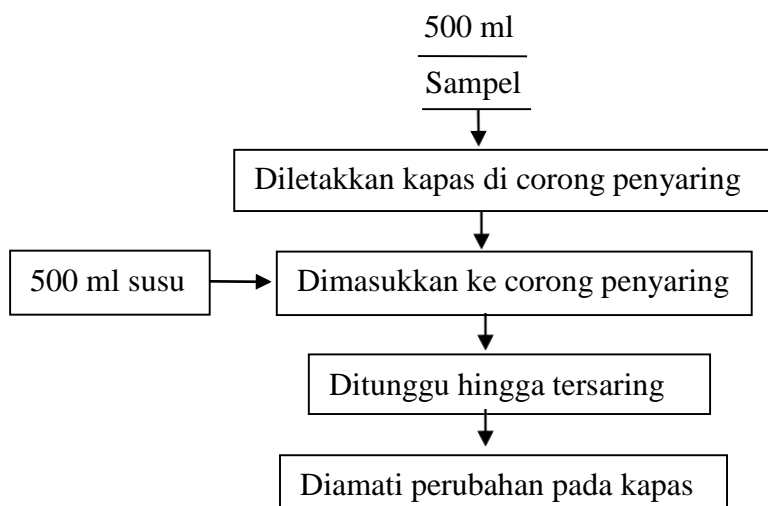 500 ml
Sampel
Diletakkan kapas di corong penyaring
500 ml susu
Dimasukkan ke corong penyaring
Ditunggu hingga tersaring
Diamati perubahan pada kapas